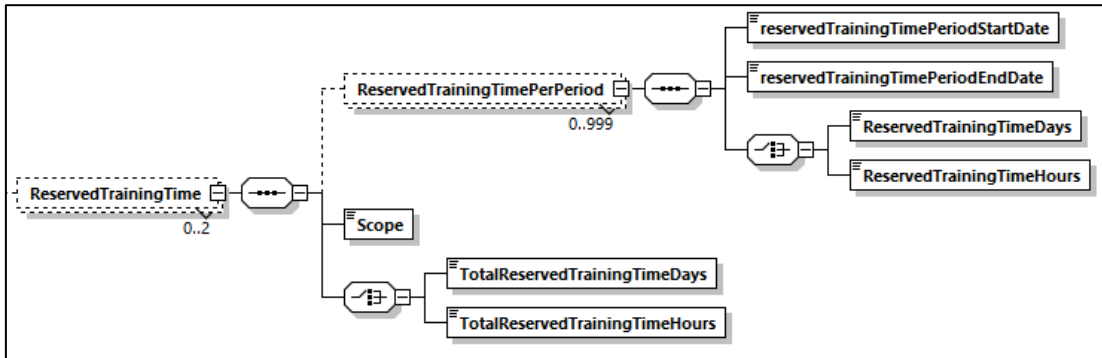 reservedTrainingTimePeriodStartDate
ReservedTrainingTimePerPeriod
reservedTrainingTimePeriodEndDate
0..999
ReservedTrainingTimeDays
ReservedTrainingTimeHours
ReservedTrainingTime
0..2
Scope
TotalReservedTrainingTimeDays
TotalReservedTrainingTimeHours